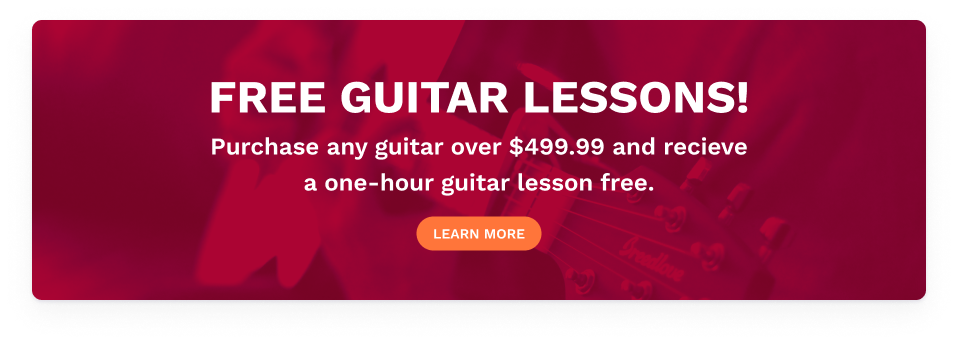 FREE GUITAR LESSONS!
Purchase any guitar over $499.99 and recieve
a one-hour guitar lesson free.
LEARN MORE